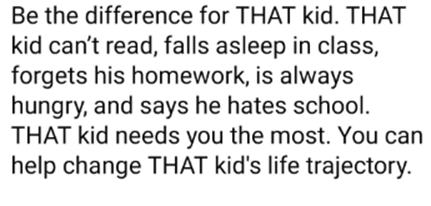 Be the difference for THAT kid. THAT
kid can’t read, falls asleep in class,
forgets his homework, is always
hungry, and says he hates school.
THAT kid needs you the most. You can
help change THAT kid's life trajectory.